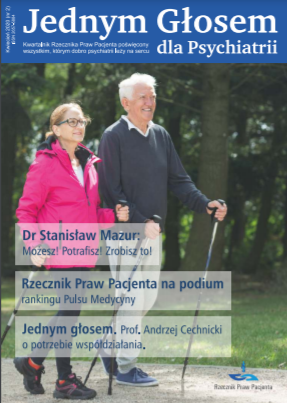 Jednym Głosem
dla Psychiatrii
Kwartalnik Rzecznika Praw Pacjenta poświęcony
wszystkim, którym dobro psychiatrii leży na sercu
Dr Stanisław Mazur:
Możesz! Potrafisz! Zrobisz to!
Rzecznik Praw Pacjenta na podium
rankingu Pulsu Medycyny
Jednym głosem. Prof. Andrzej Cechnicki
o potrzebie współdziałania.
Rzecznik Praw Pacjenta